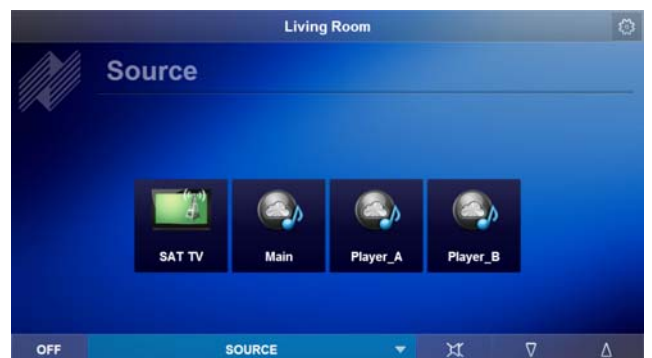 Living Room
Source
SAT TV
Main
Player_A
Player_B
OFF
SOURCE